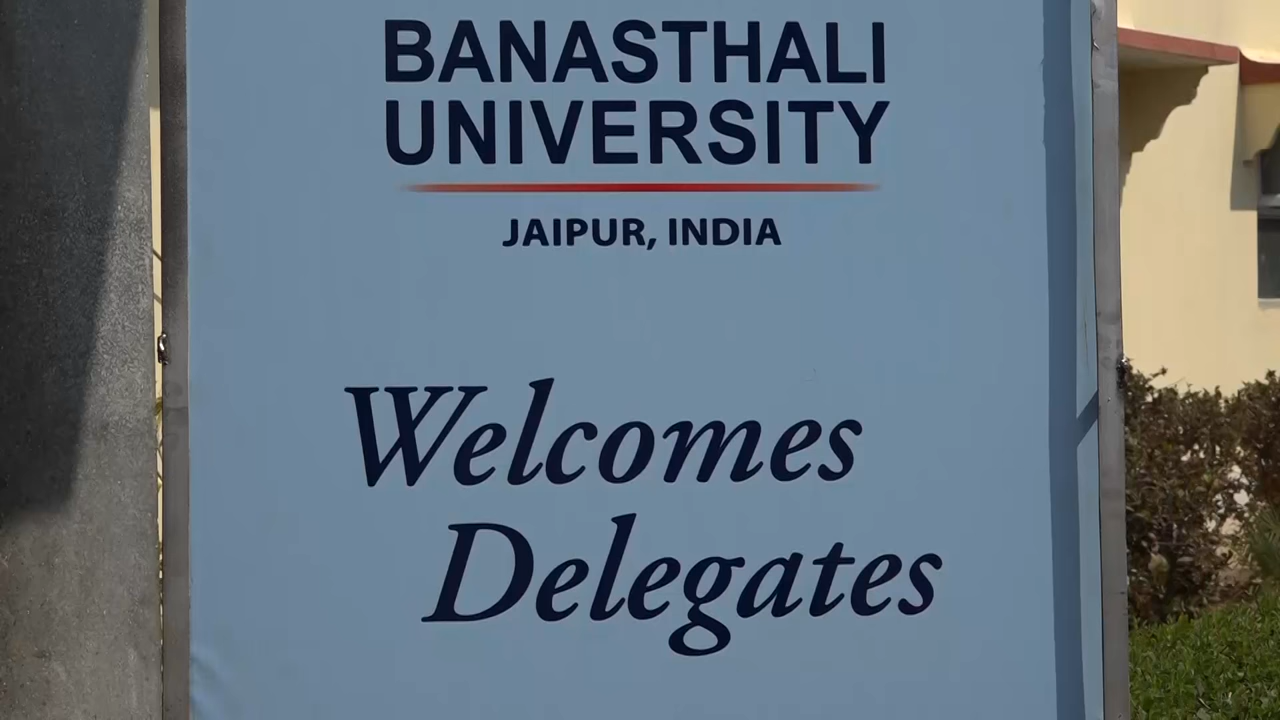 BANASTHALI
UNIVERSITY
JAIPUR, INDIA
Welcomes
Delegates